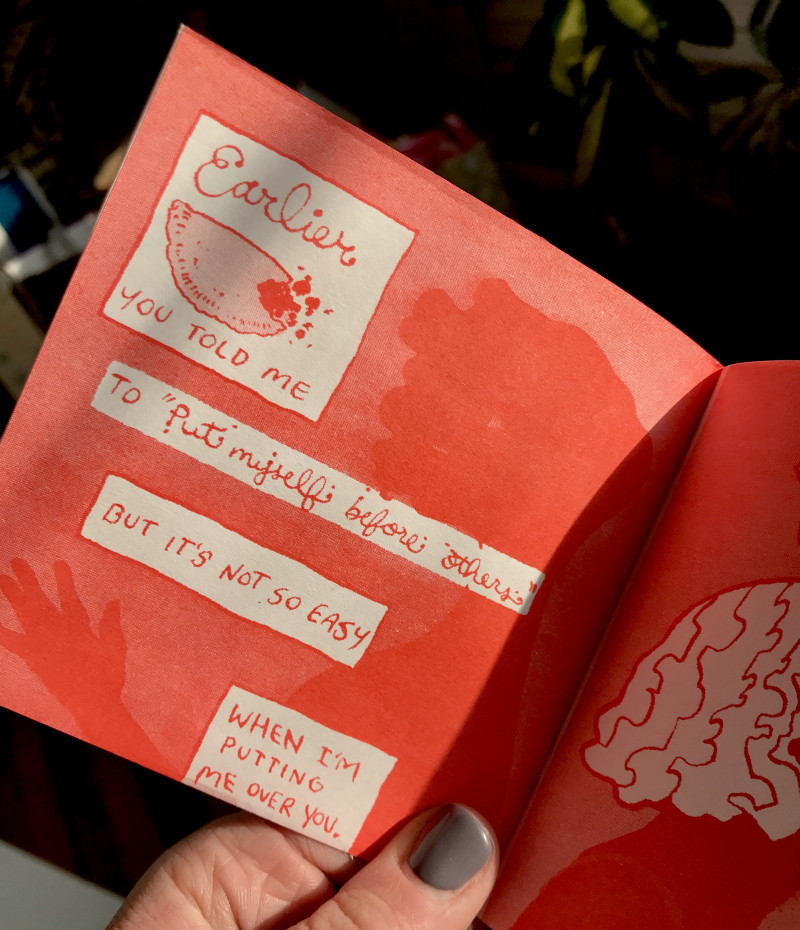 Earlier
YOU TOLD ME
TO "Put myself before others"
BUT IT'S NOT SO EASY
WHEN I'M
PUTTING
ME OVER YOU.